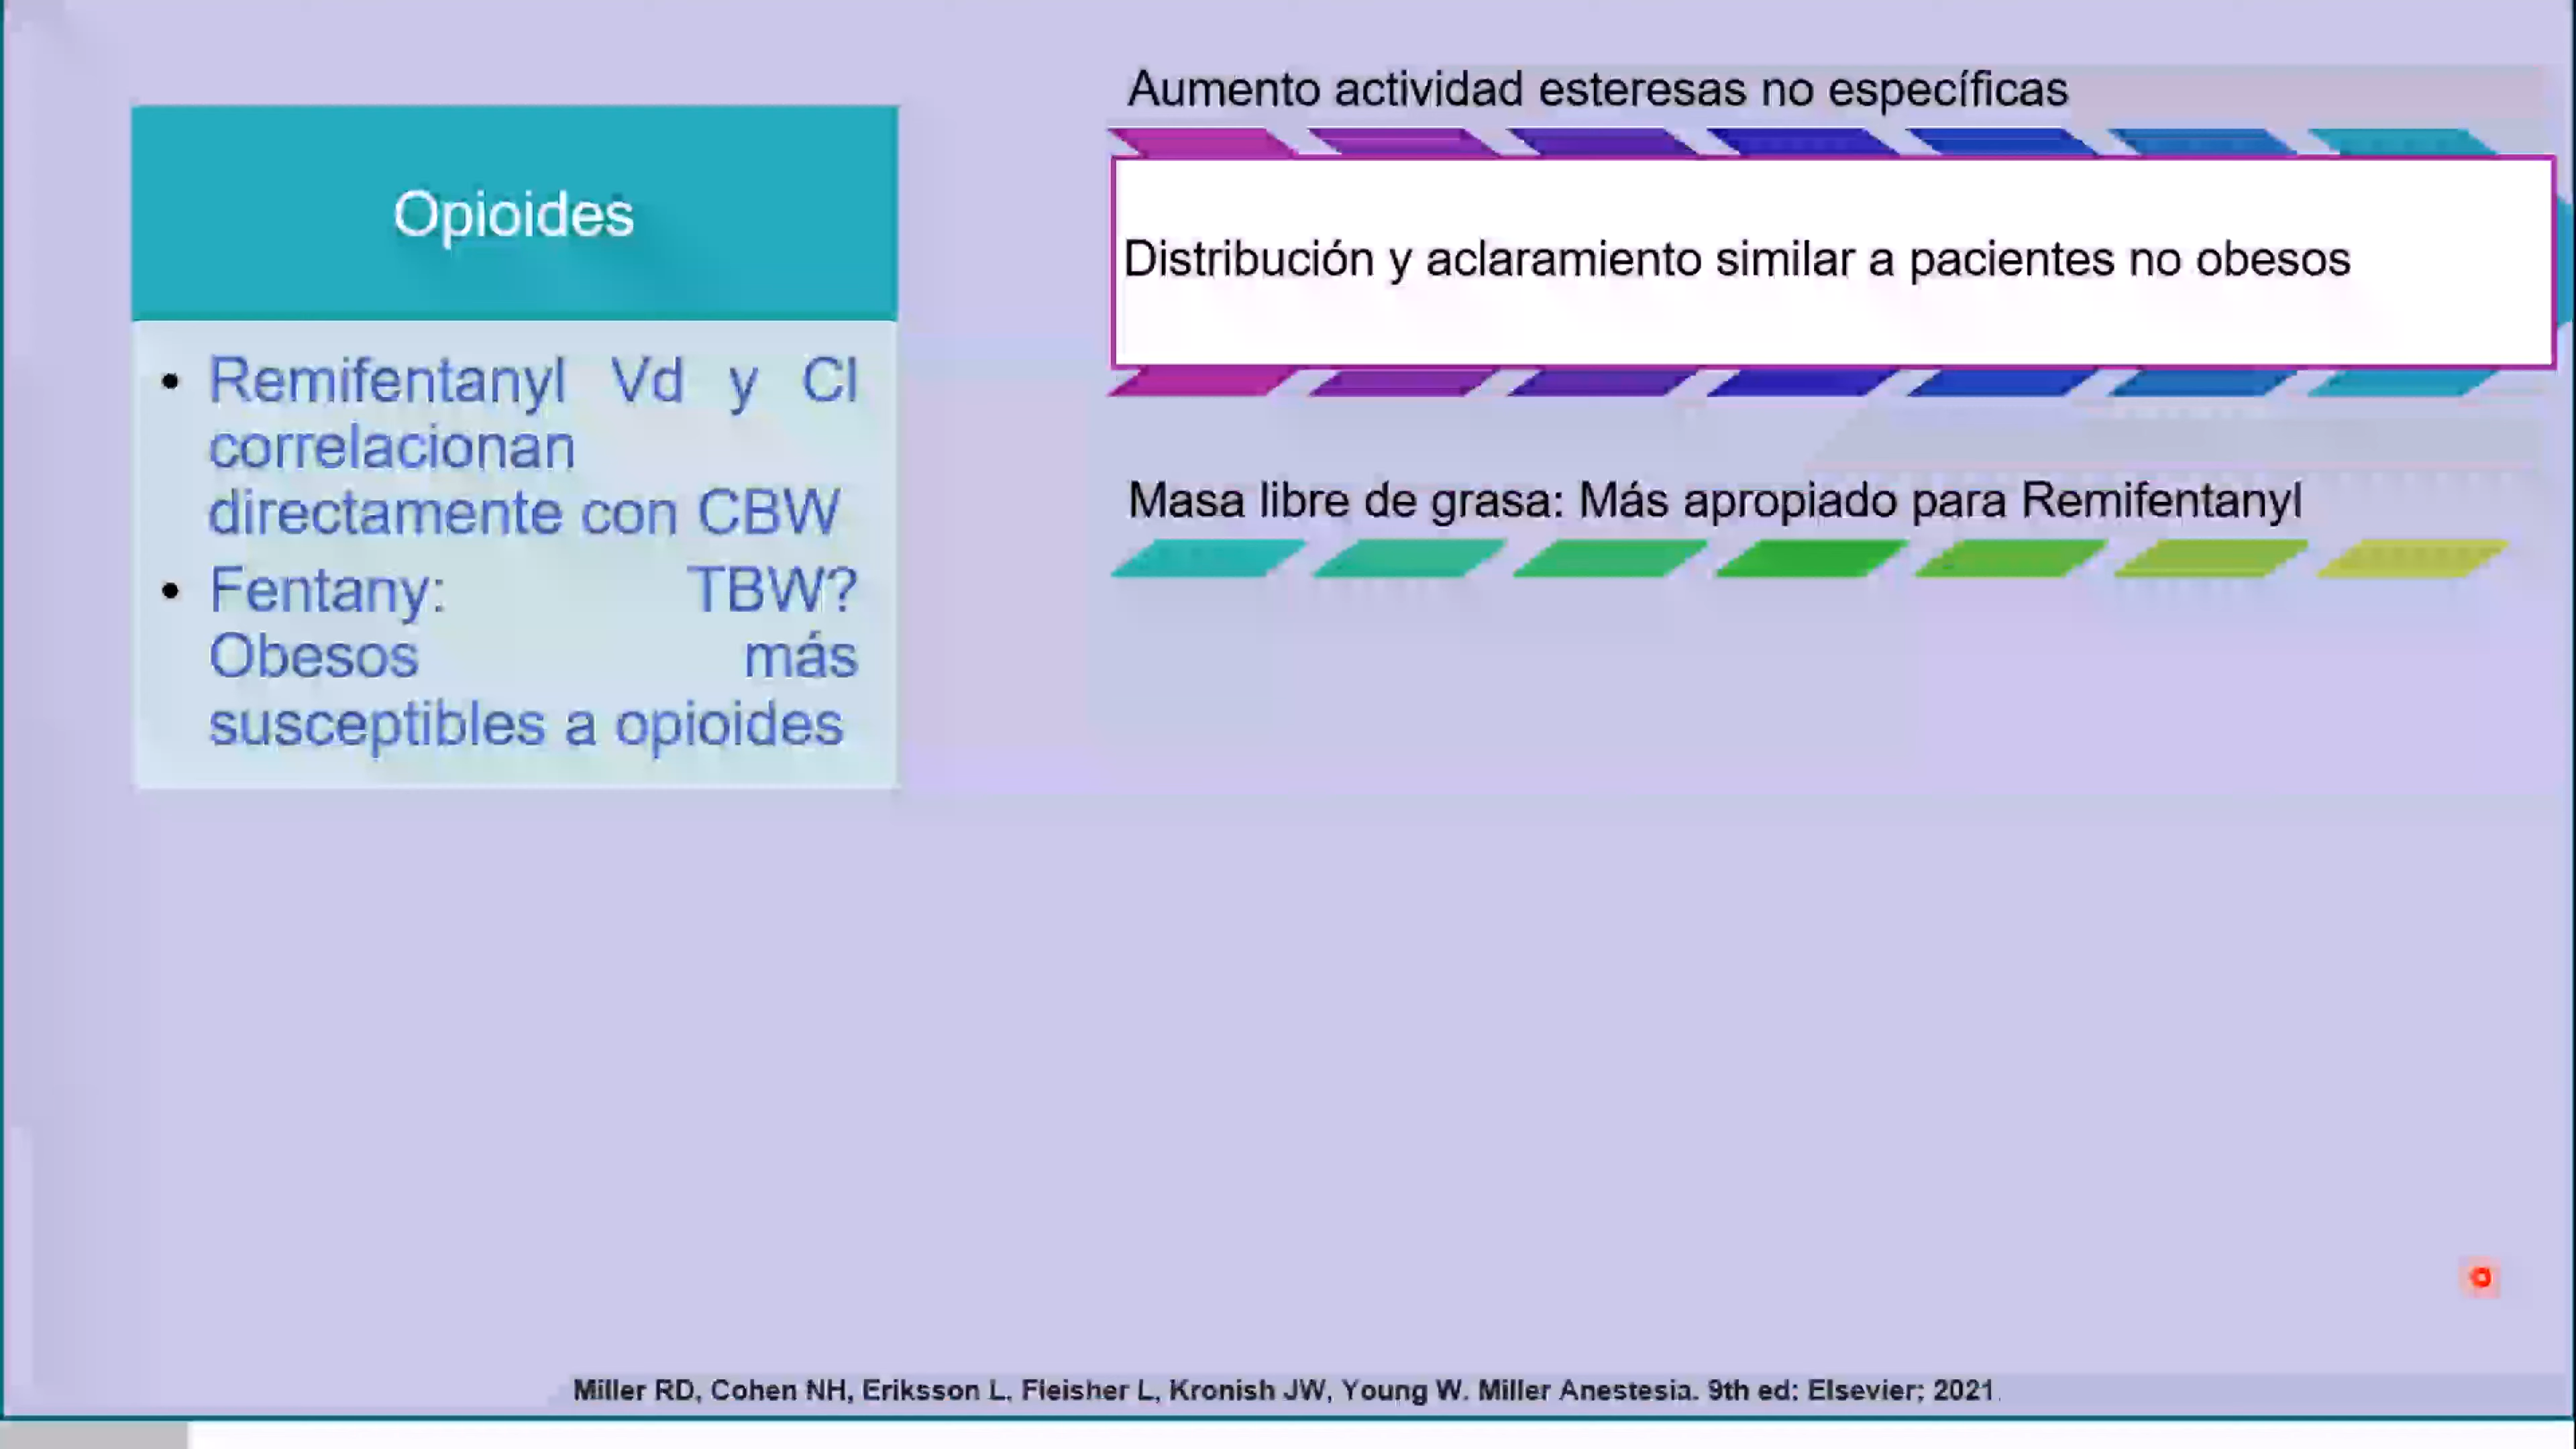 Opioides
• Remifentanyl Vd y Cl
correlacionan
directamente con CBW
• Fentany: TBW?
Obesos más
susceptibles a opioides
Aumento actividad esteresas no específicas
Distribución y aclaramiento similar a pacientes no obesos
Masa libre de grasa: Más apropiado para Remifentanyl
Miller RD, Cohen NH, Eriksson L, Fleisher L, Kronish JW, Young W. Miller Anestesia. 9th ed: Elsevier; 2021.